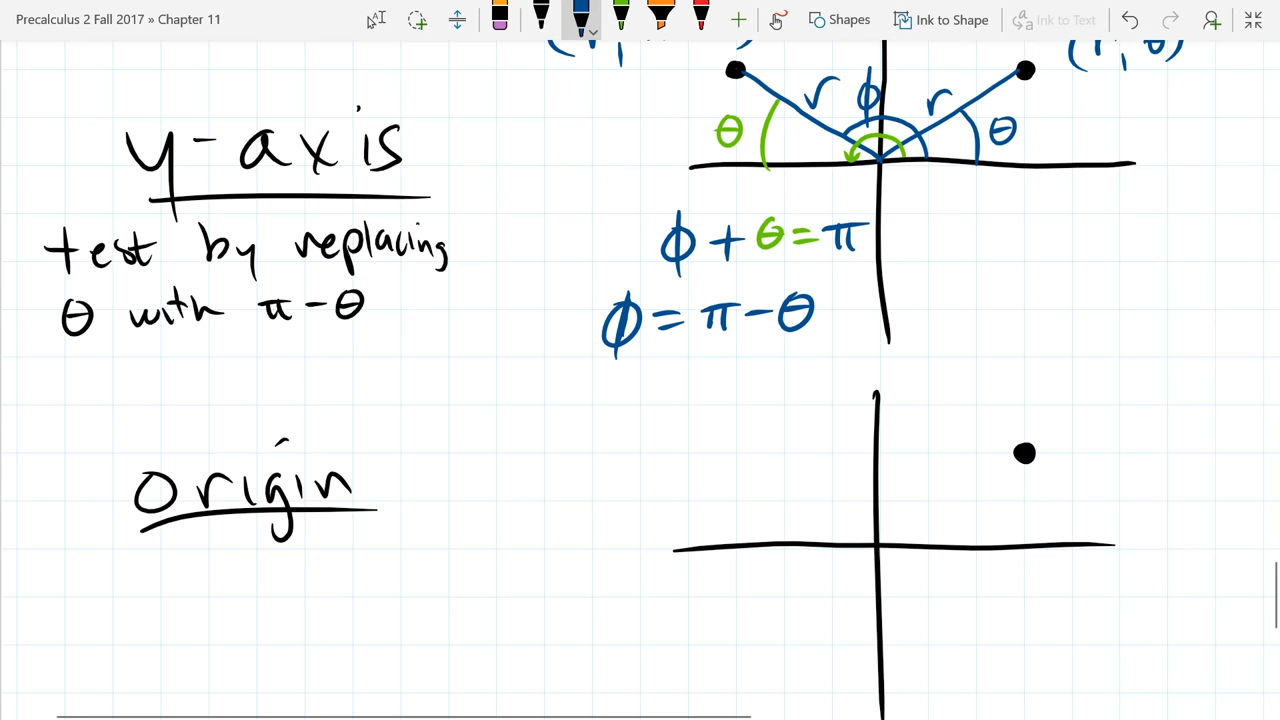 Precalculus 2 Fall 2017 » Chapter 11
Shapes
Ink to Shape
Ink to Text
(r, θ)
r ϕ r
θ θ
y-axis
test by replacing
θ with π - θ
ϕ + θ = π
ϕ = π - θ
origin